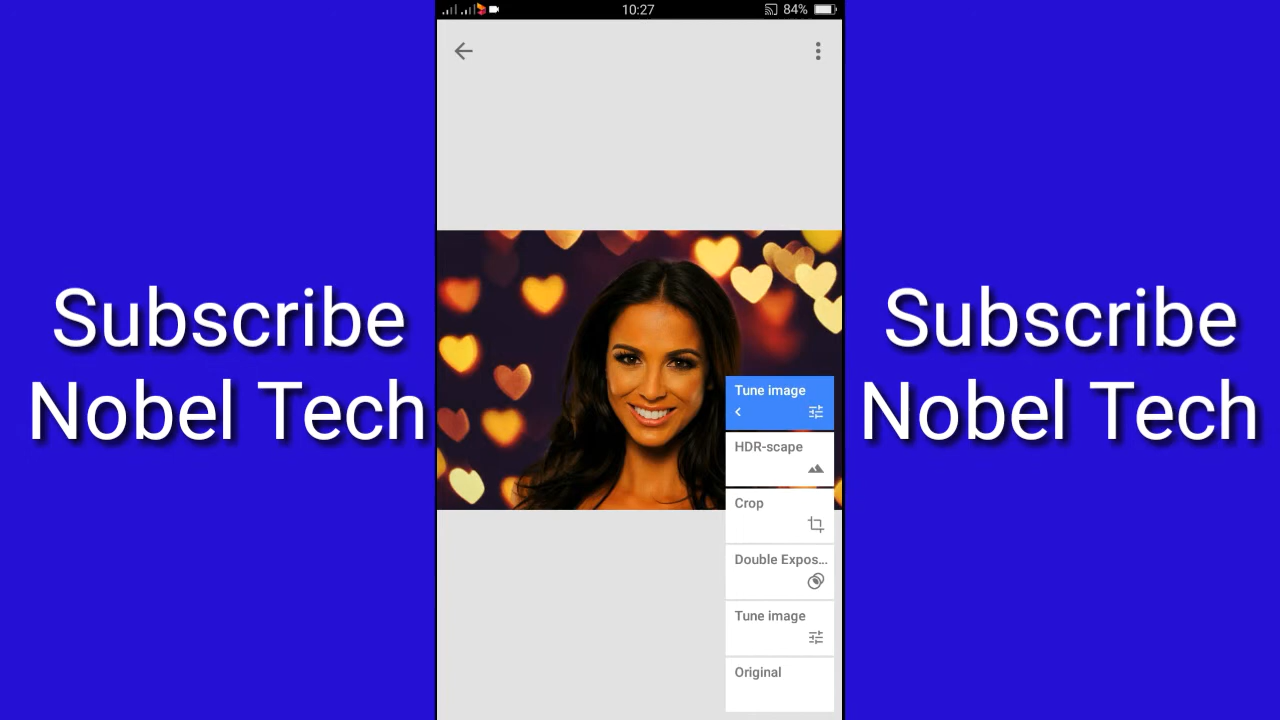 10:27
84%
Subscribe
Nobel Tech
Tune image
HDR-scape
Crop
Double Expos...
Tune image
Original
Subscribe
Nobel Tech